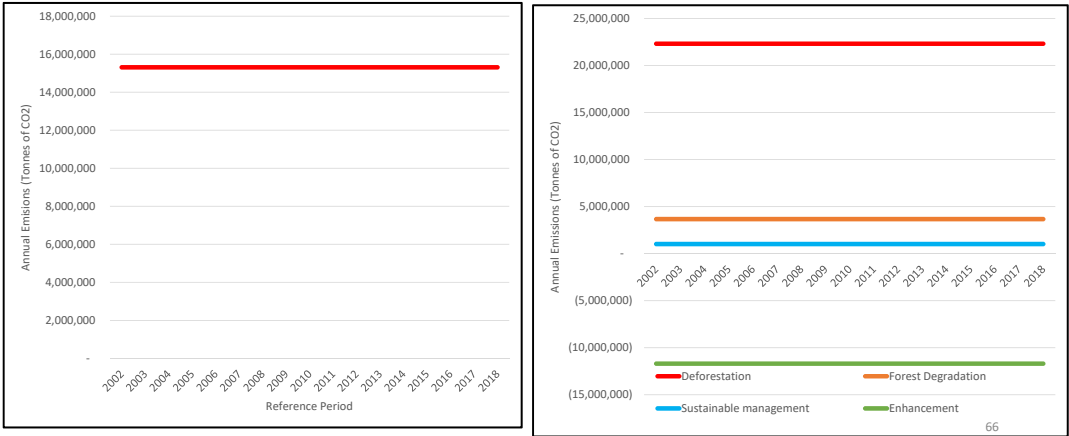 18,000,000
16,000,000
14,000,000
12,000,000
10,000,000
8,000,000
6,000,000
4,000,000
2,000,000
-
Annual Emisions (Tonnes of CO2)
2002 2003 2004 2005 2006 2007 2008 2009 2010 2011 2012 2013 2014 2015 2016 2017 2018
Reference Period
25,000,000
20,000,000
15,000,000
10,000,000
5,000,000
-
(5,000,000)
(10,000,000)
(15,000,000)
Annual Emissions (Tonnes of CO2)
2002 2003 2004 2005 2006 2007 2008 2009 2010 2011 2012 2013 2014 2015 2016 2017 2018
Deforestation Forest Degradation
Sustainable management Enhancement
66